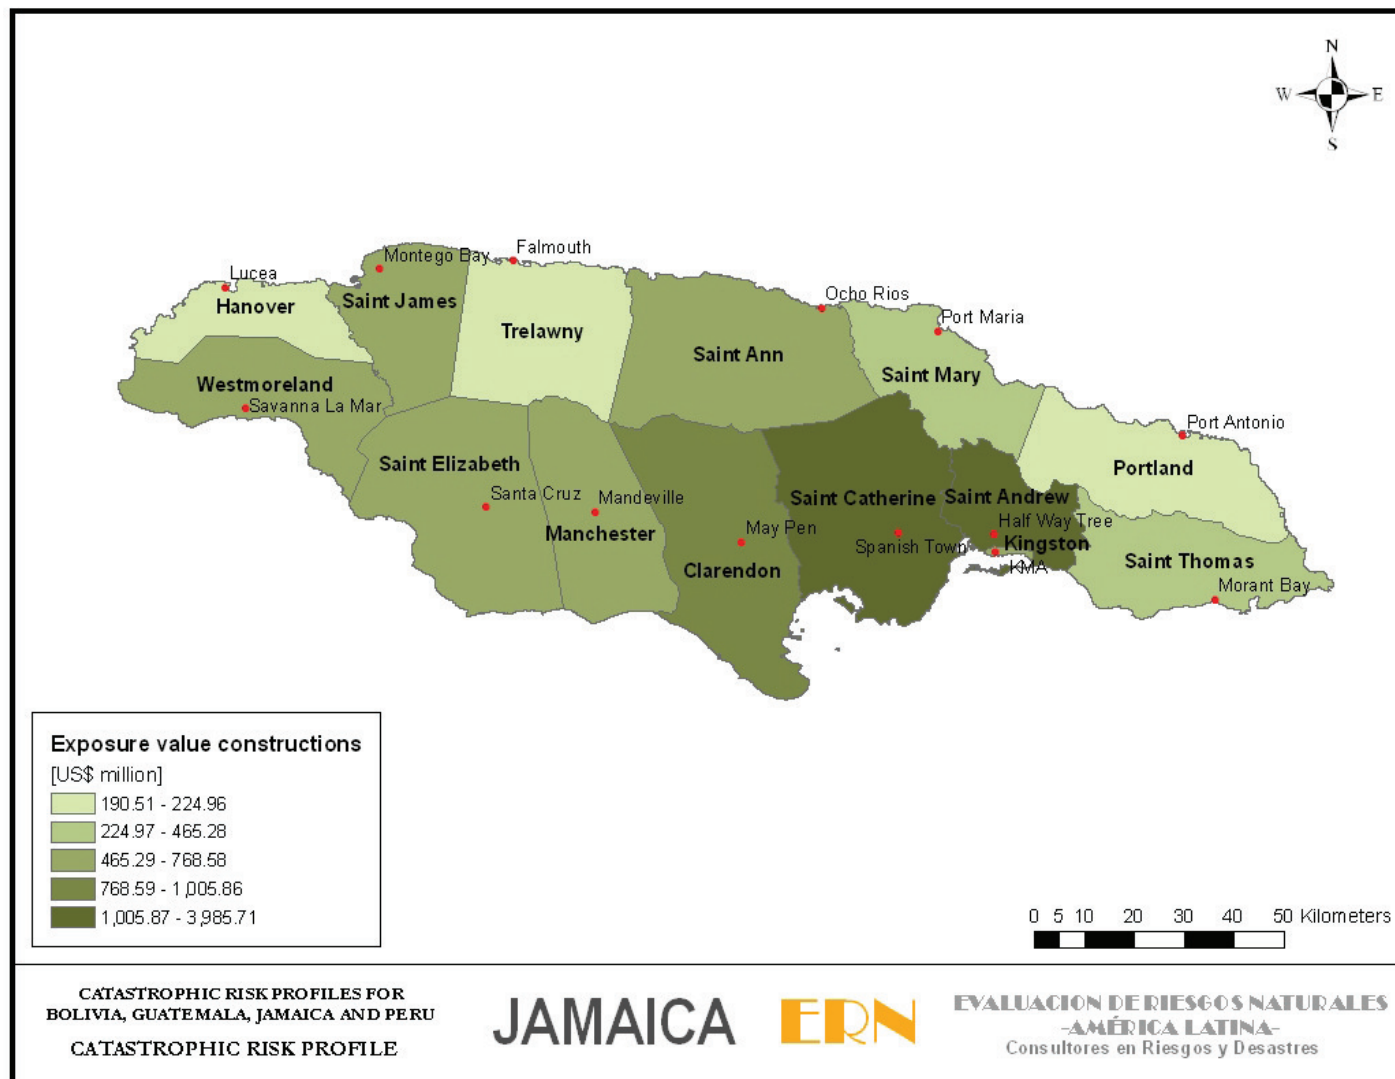 N
W E
S
Falmouth
Montego Bay
Lucea
Hanover
Saint James
Ocho Rios
Port Maria
Trelawny
Saint Ann
Saint Mary
Westmoreland
Savanna La Mar
Port Antonio
Portland
Saint Elizabeth
Santa Cruz
Mandeville
Manchester
Saint Catherine
Saint Andrew
Half Way Tree
May Pen
Spanish Town
Kingston
KMA
Clarendon
Saint Thomas
Morant Bay
Exposure value constructions
[US$ million]
190.51 - 224.96
224.97 - 465.28
465.29 - 768.58
768.59 - 1,005.86
1,005.87 - 3,985.71
0 5 10 20 30 40 50 Kilometers
CATASTROPHIC RISK PROFILES FOR
BOLIVIA, GUATEMALA, JAMAICA AND PERU
CATASTROPHIC RISK PROFILE
JAMAICA
ERN
EVALUACION DE RIESGOS NATURALES
-AMÉRICA LATINA-
Consultores en Riesgos y Desastres